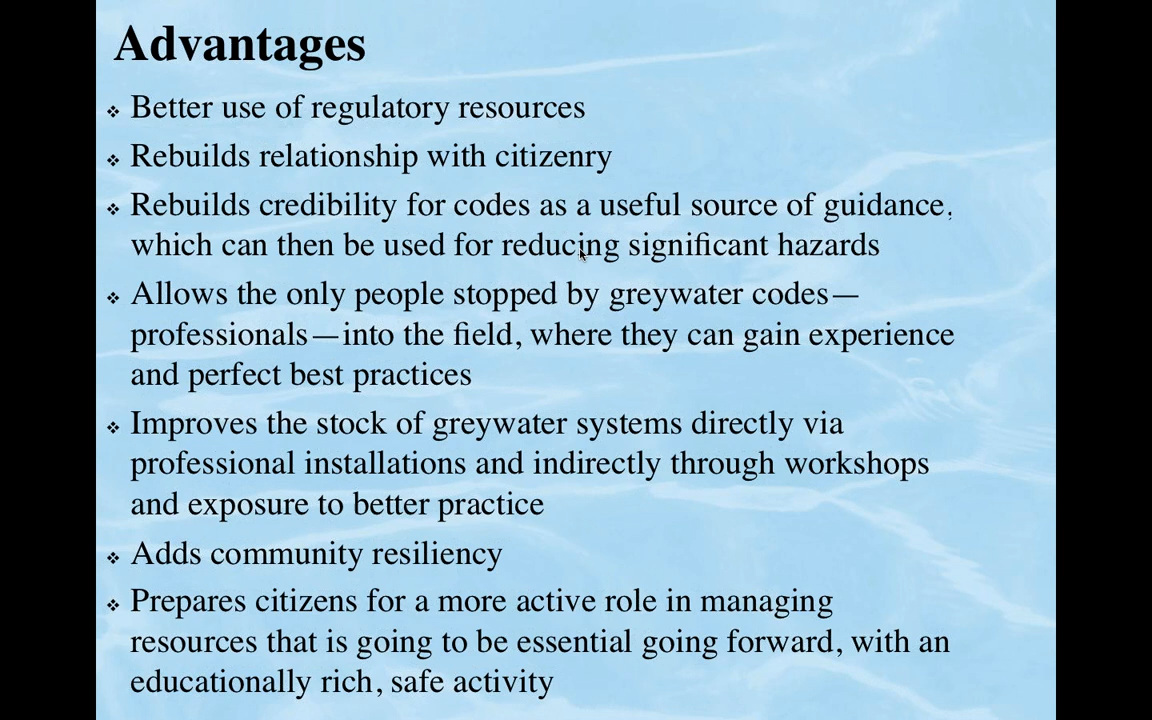 Advantages
❖ Better use of regulatory resources
❖ Rebuilds relationship with citizenry
❖ Rebuilds credibility for codes as a useful source of guidance,
which can then be used for reducing significant hazards
❖ Allows the only people stopped by greywater codes—
professionals—into the field, where they can gain experience
and perfect best practices
❖ Improves the stock of greywater systems directly via
professional installations and indirectly through workshops
and exposure to better practice
❖ Adds community resiliency
❖ Prepares citizens for a more active role in managing
resources that is going to be essential going forward, with an
educationally rich, safe activity